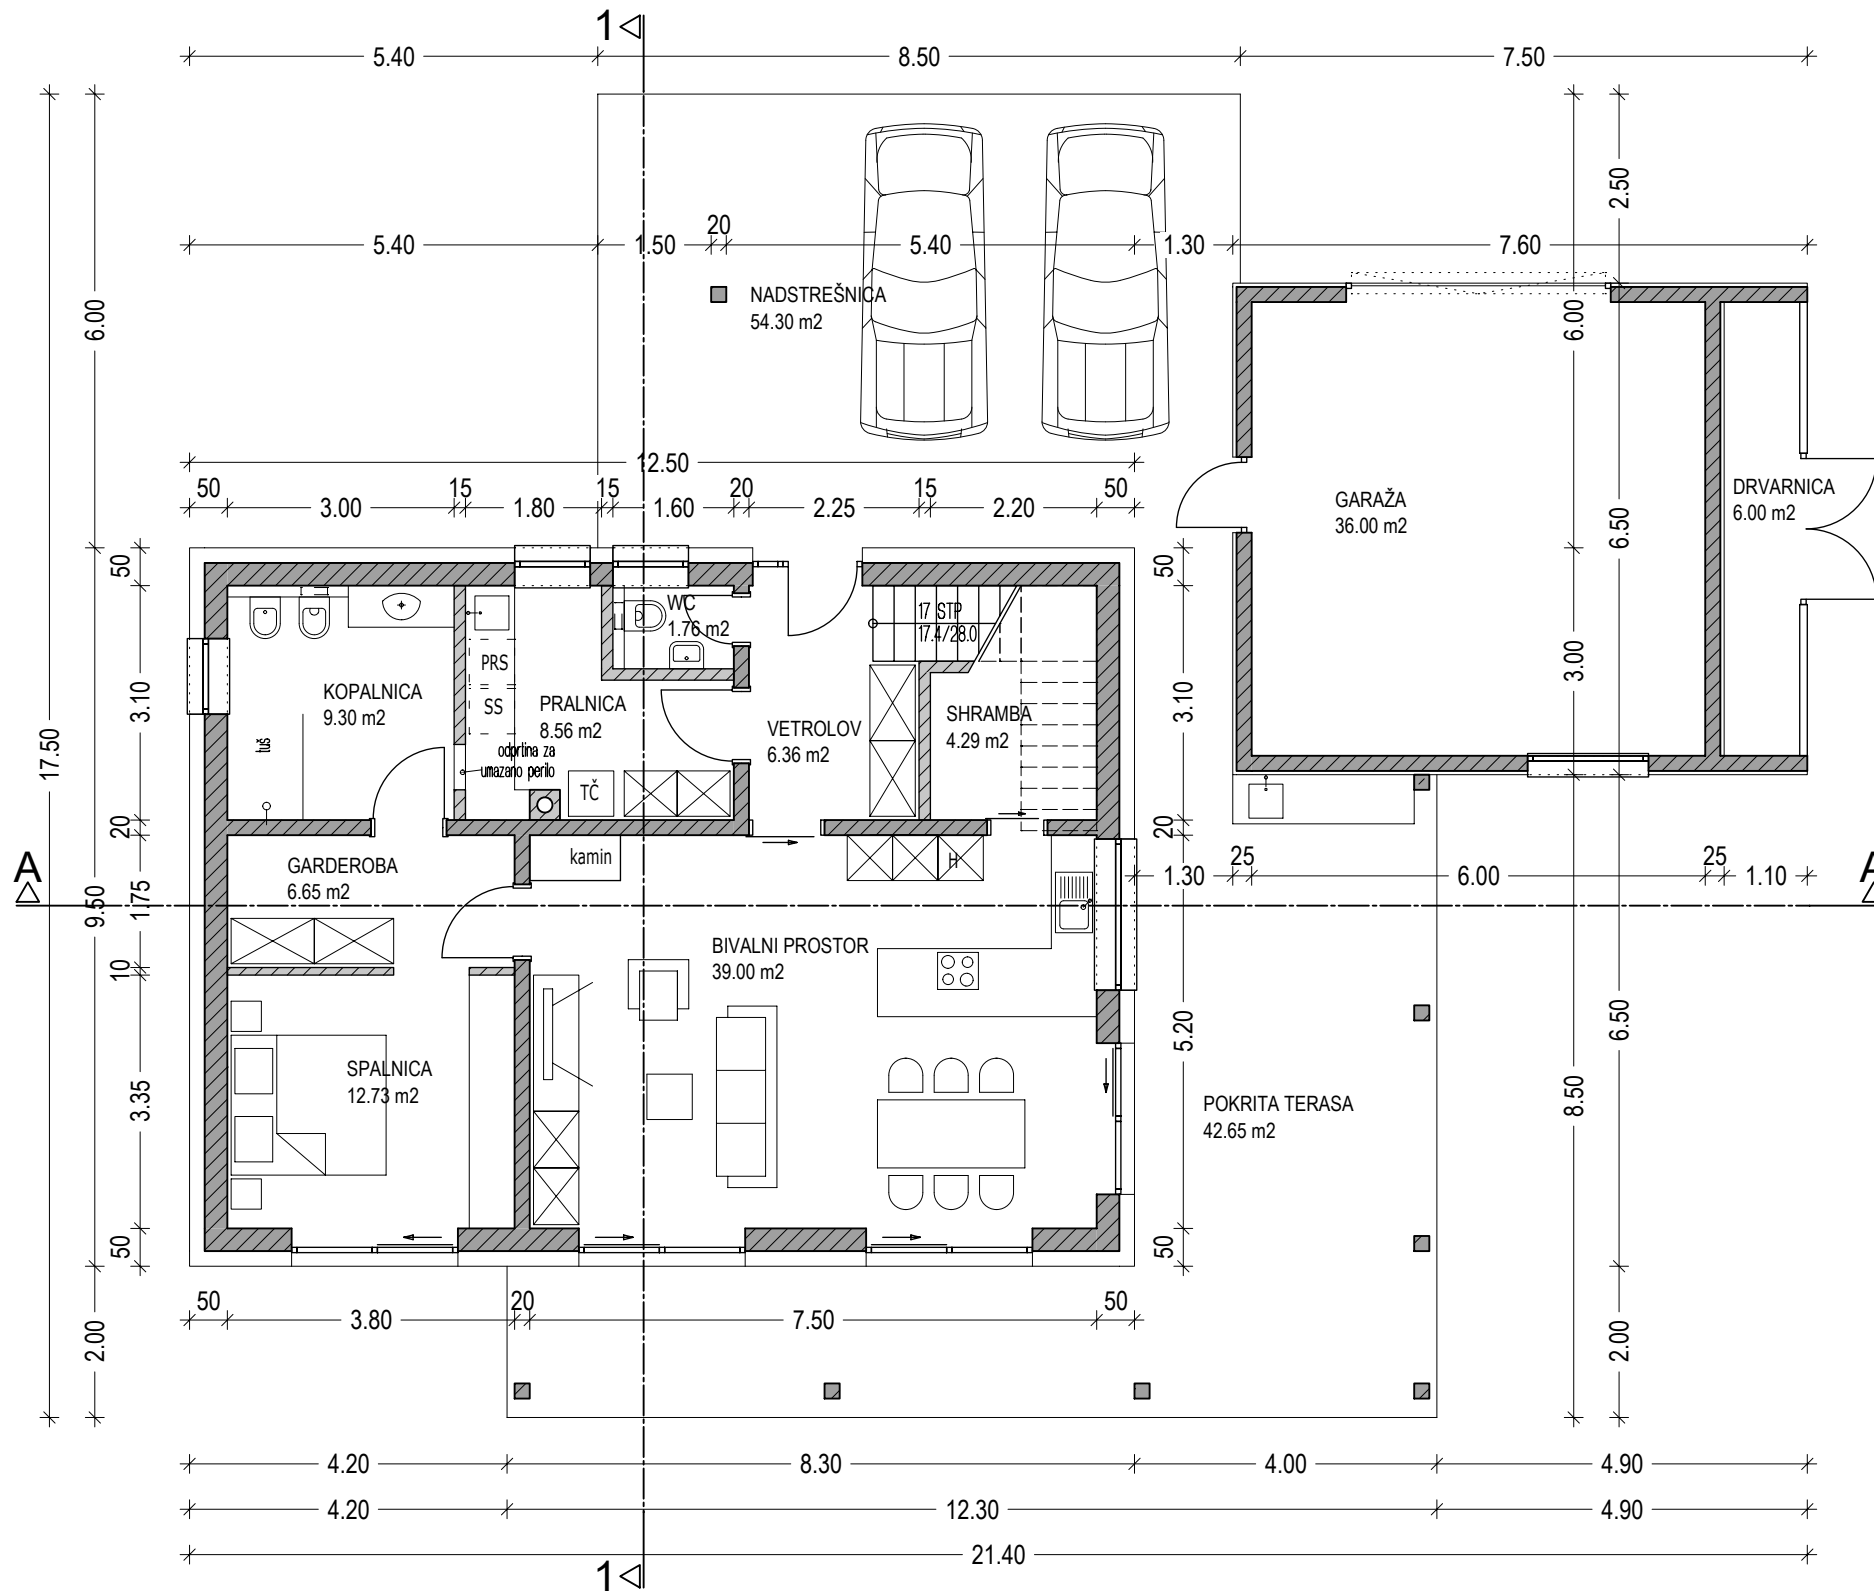 1
5.40
8.50
7.50
2.50
20
5.40
1.50
5.40
1.30
7.60
6.00
6.00
NADSTREŠNICA
54.30 m2
12.50
50
3.00
15
1.80
15
1.60
20
2.25
15
2.20
50
GARAŽA
36.00 m2
DRVARNICA
6.00 m2
6.50
50
50
WC
1.76 m2
17 STP
17.4/28.0
PRS
SS
KOPALNICA
9.30 m2
PRALNICA
8.56 m2
SHRAMBA
4.29 m2
VETROLOV
6.36 m2
3.10
3.10
3.00
tuš
odprtina za
umazano perilo
TČ
17.50
20
20
kamin
H
GARDEROBA
6.65 m2
A
A
9.50
1.75
1.30
25
6.00
25
1.10
BIVALNI PROSTOR
39.00 m2
10
5.20
6.50
SPALNICA
12.73 m2
3.35
8.50
POKRITA TERASA
42.65 m2
50
50
50
3.80
20
7.50
50
2.00
2.00
4.20
8.30
4.00
4.90
4.20
12.30
4.90
21.40
1